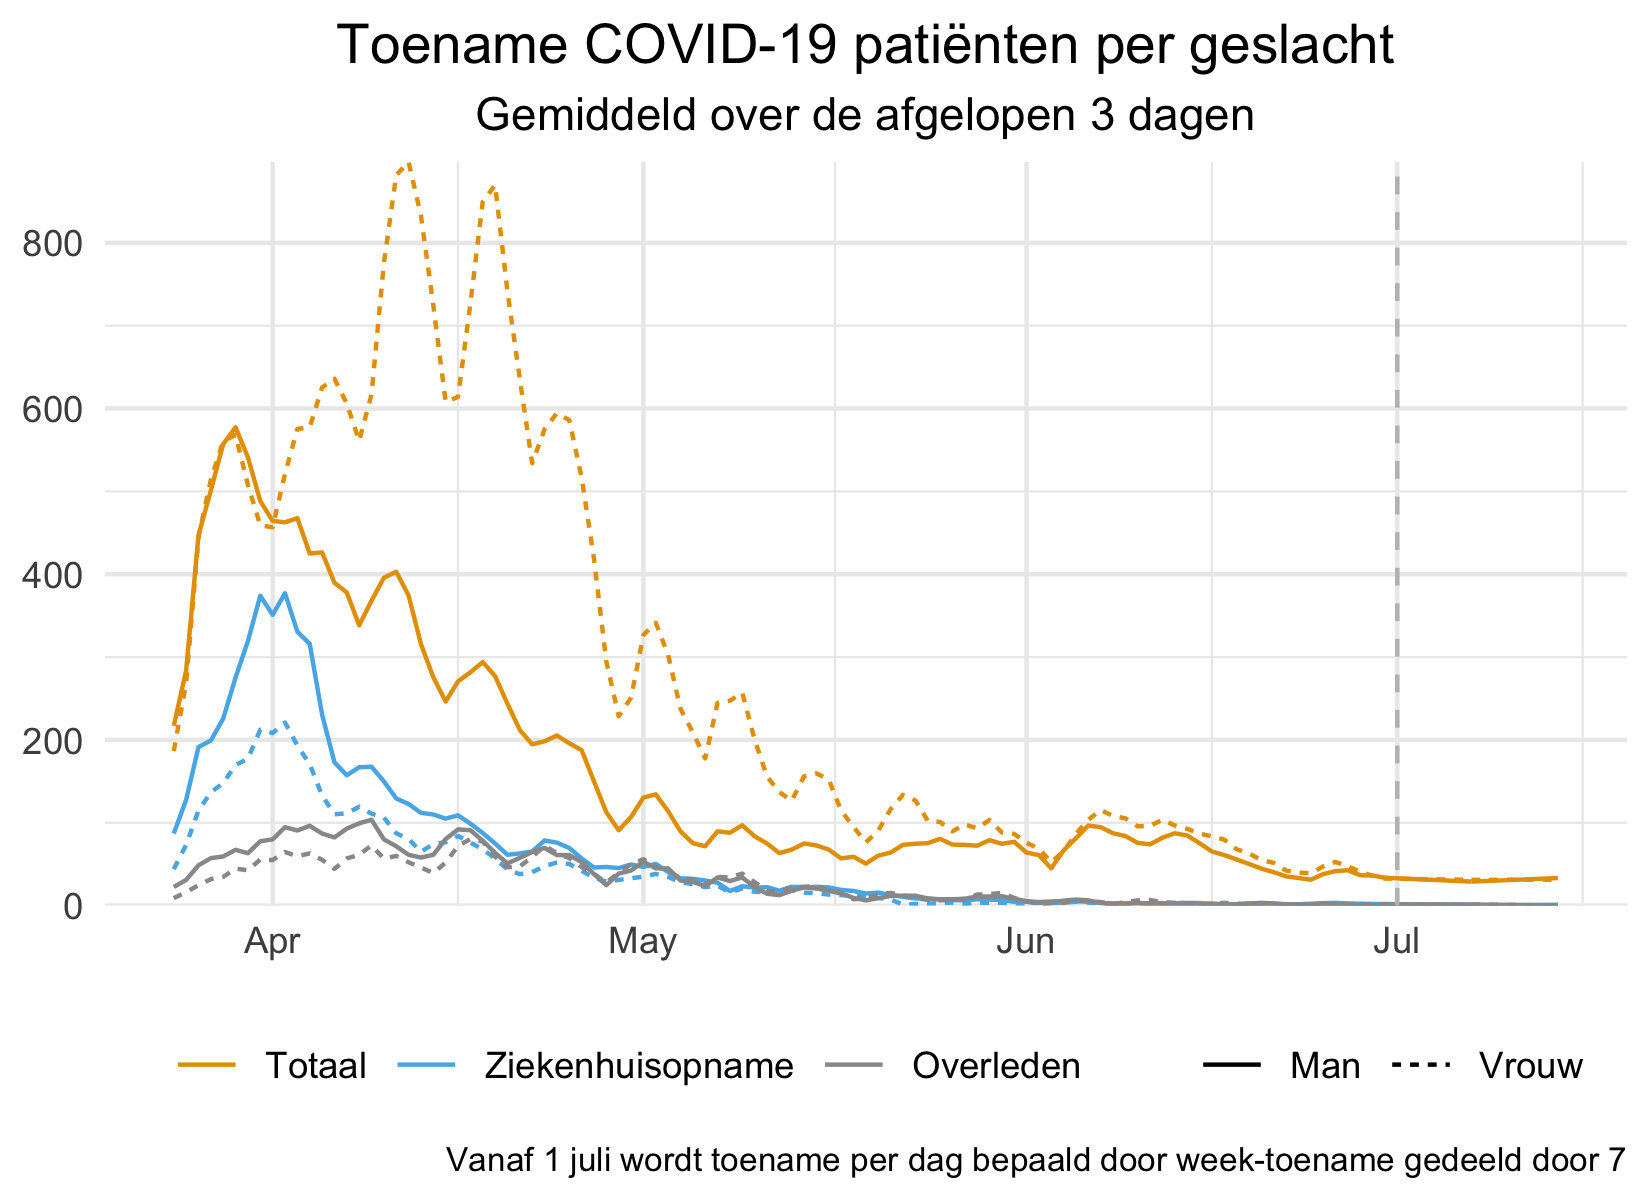 Toename COVID-19 patiënten per geslacht
Gemiddeld over de afgelopen 3 dagen
800
600
400
200
0
Apr May Jun Jul
Totaal Ziekenhuisopname Overleden Man Vrouw
Vanaf 1 juli wordt toename per dag bepaald door week-toename gedeeld door 7